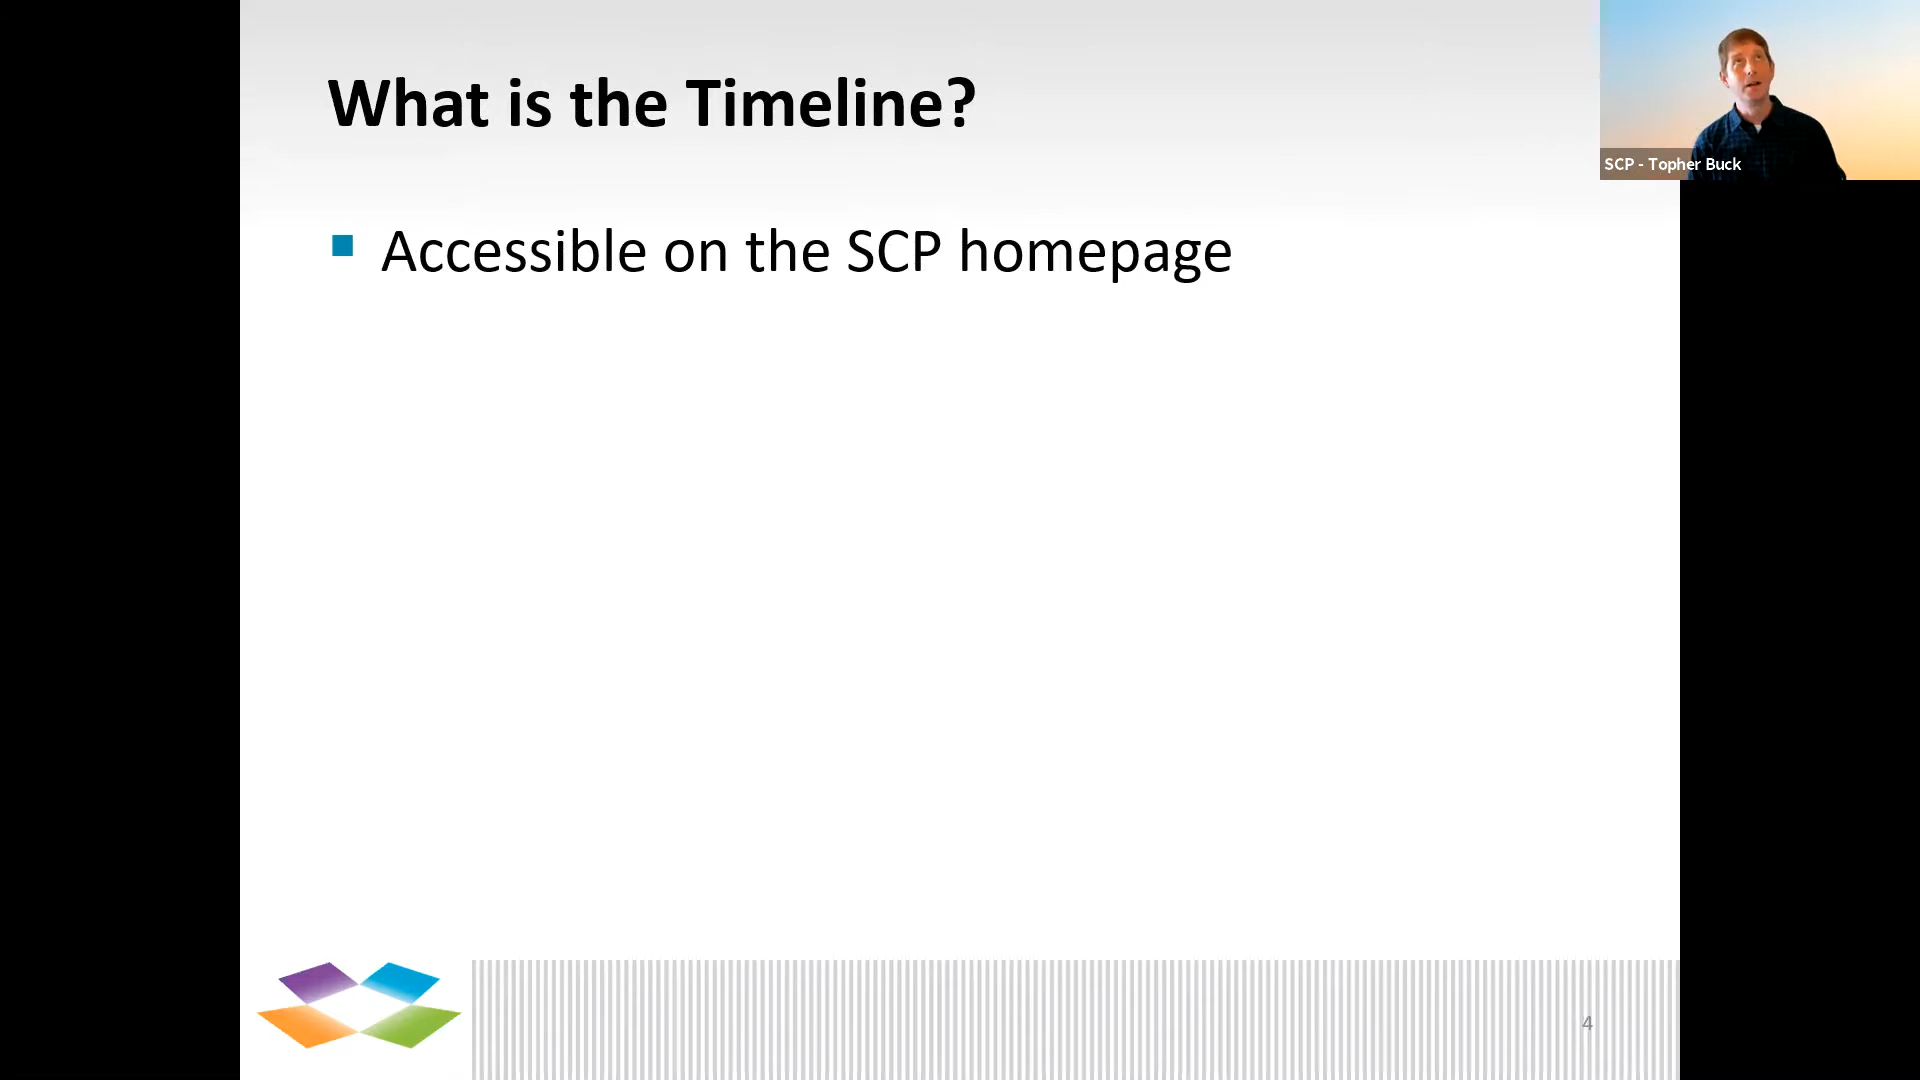 What is the Timeline?
SCP - Topher Buck
Accessible on the SCP homepage
4